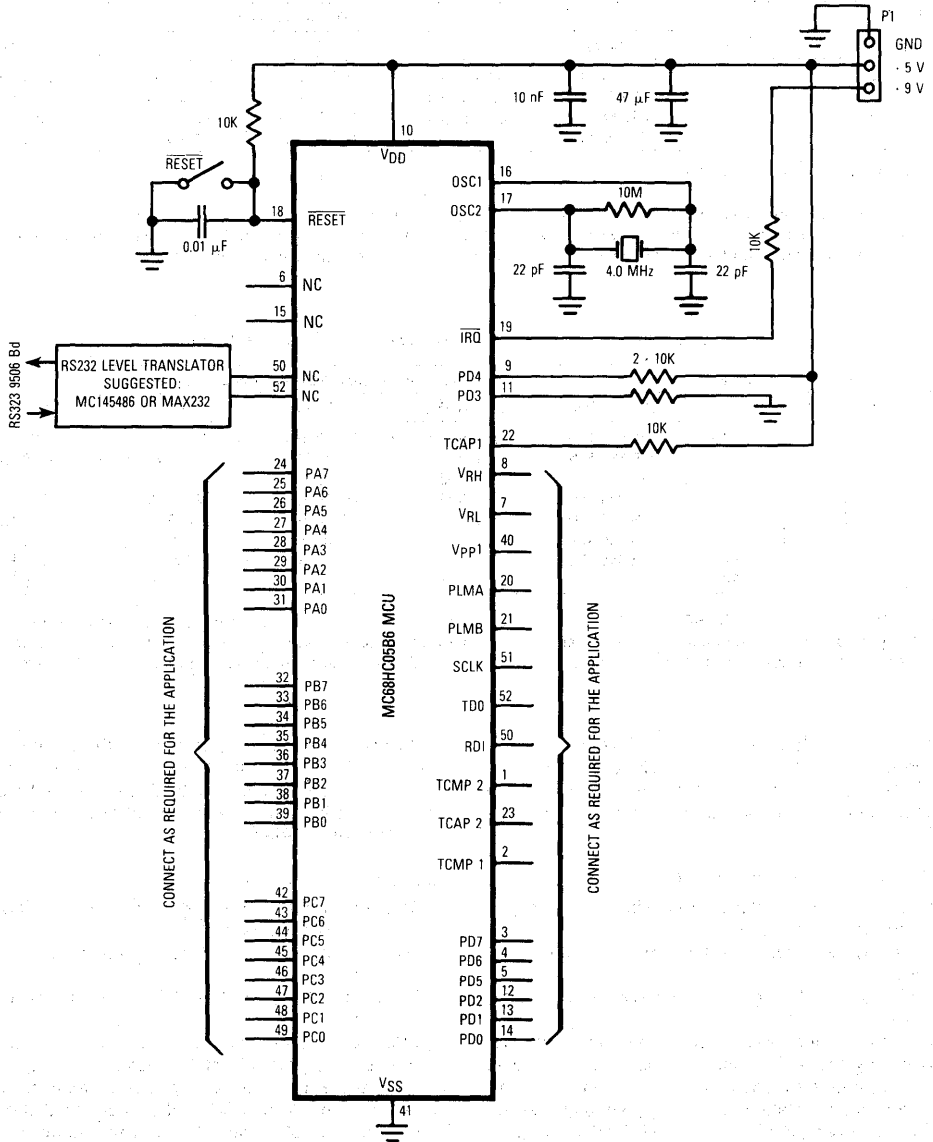 P1
GND
· 5 V
· 9 V
10 nF
47 µF
10K
10
VDD
RESET
18
RESET
0.01 µF
16
OSC1
17
OSC2
10M
22 pF
4.0 MHz
22 pF
10K
6
NC
15
NC
19
IRQ
RS323 9506 Bd
RS232 LEVEL TRANSLATOR
SUGGESTED:
MC145486 OR MAX232
50
NC
52
NC
9
PD4
2 · 10K
11
PD3
22
TCAP1
10K
CONNECT AS REQUIRED FOR THE APPLICATION
24 PA7
25 PA6
26 PA5
27 PA4
28 PA3
29 PA2
30 PA1
31 PA0
32 PB7
33 PB6
34 PB5
35 PB4
36 PB3
37 PB2
38 PB1
39 PB0
42 PC7
43 PC6
44 PC5
45 PC4
46 PC3
47 PC2
48 PC1
49 PC0
MC68HC05B6 MCU
VRH 8
VRL 7
VPP1 40
PLMA 20
PLMB 21
SCLK 51
TDO 52
RDI 50
TCMP 2 1
TCAP 2 23
TCMP 1 2
PD7 3
PD6 4
PD5 5
PD2 12
PD1 13
PD0 14
CONNECT AS REQUIRED FOR THE APPLICATION
VSS
41